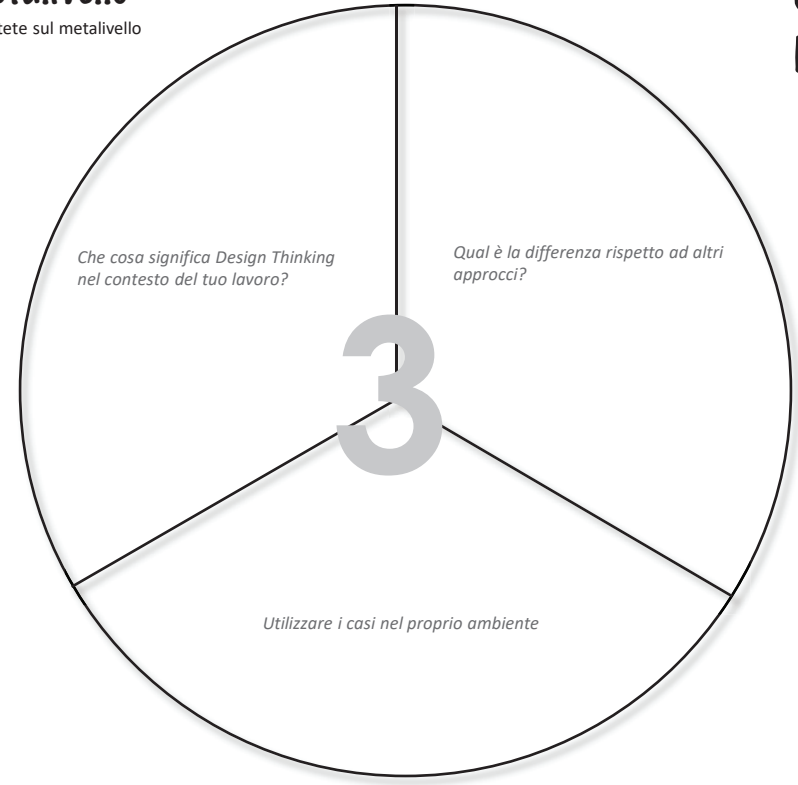 tete sul metalivello
Che cosa significa Design Thinking
nel contesto del tuo lavoro?
Qual è la differenza rispetto ad altri
approcci?
3
Utilizzare i casi nel proprio ambiente